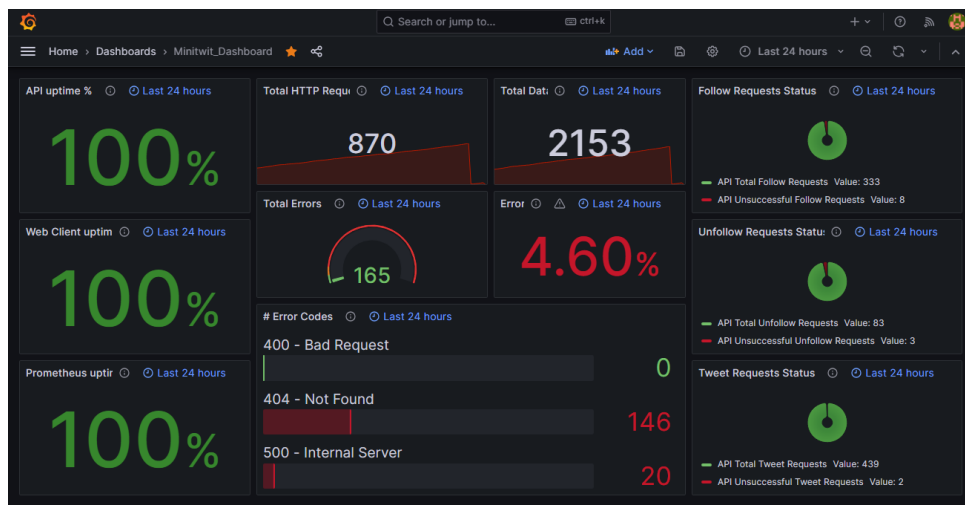 Search or jump to...
ctrl+k
Home › Dashboards › Minitwit_Dashboard
Add
Last 24 hours
API uptime %
Last 24 hours
100%
Web Client uptim
Last 24 hours
100%
Prometheus uptir
Last 24 hours
100%
Total HTTP Reque
Last 24 hours
870
Total Data
Last 24 hours
2153
Total Errors
Last 24 hours
165
Error
Last 24 hours
4.60%
# Error Codes
Last 24 hours
400 - Bad Request
0
404 - Not Found
146
500 - Internal Server
20
Follow Requests Status
Last 24 hours
API Total Follow Requests Value: 333
API Unsuccessful Follow Requests Value: 8
Unfollow Requests Statu
Last 24 hours
API Total Unfollow Requests Value: 83
API Unsuccessful Unfollow Requests Value: 3
Tweet Requests Status
Last 24 hours
API Total Tweet Requests Value: 439
API Unsuccessful Tweet Requests Value: 2